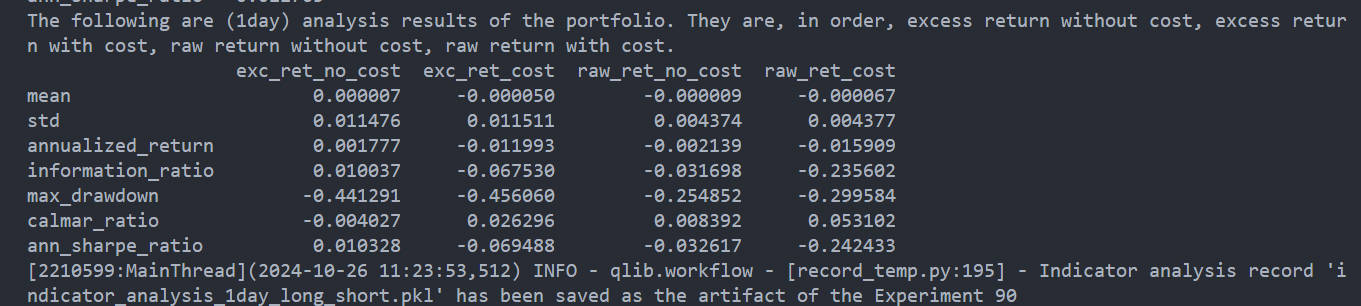 The following are (1day) analysis results of the portfolio. They are, in order, excess return without cost, excess retur
n with cost, raw return without cost, raw return with cost.
exc_ret_no_cost exc_ret_cost raw_ret_no_cost raw_ret_cost
mean 0.000007 -0.000050 -0.000009 -0.000067
std 0.011476 0.011511 0.004374 0.004377
annualized_return 0.001777 -0.011993 -0.002139 -0.015909
information_ratio 0.010037 -0.067530 -0.031698 -0.235602
max_drawdown -0.441291 -0.456060 -0.254852 -0.299584
calmar_ratio -0.004027 0.026296 0.008392 0.053102
ann_sharpe_ratio 0.010328 -0.069488 -0.032617 -0.242433
[2210599:MainThread](2024-10-26 11:23:53,512) INFO - qlib.workflow - [record_temp.py:195] - Indicator analysis record 'i
ndicator_analysis_1day_long_short.pkl' has been saved as the artifact of the Experiment 90